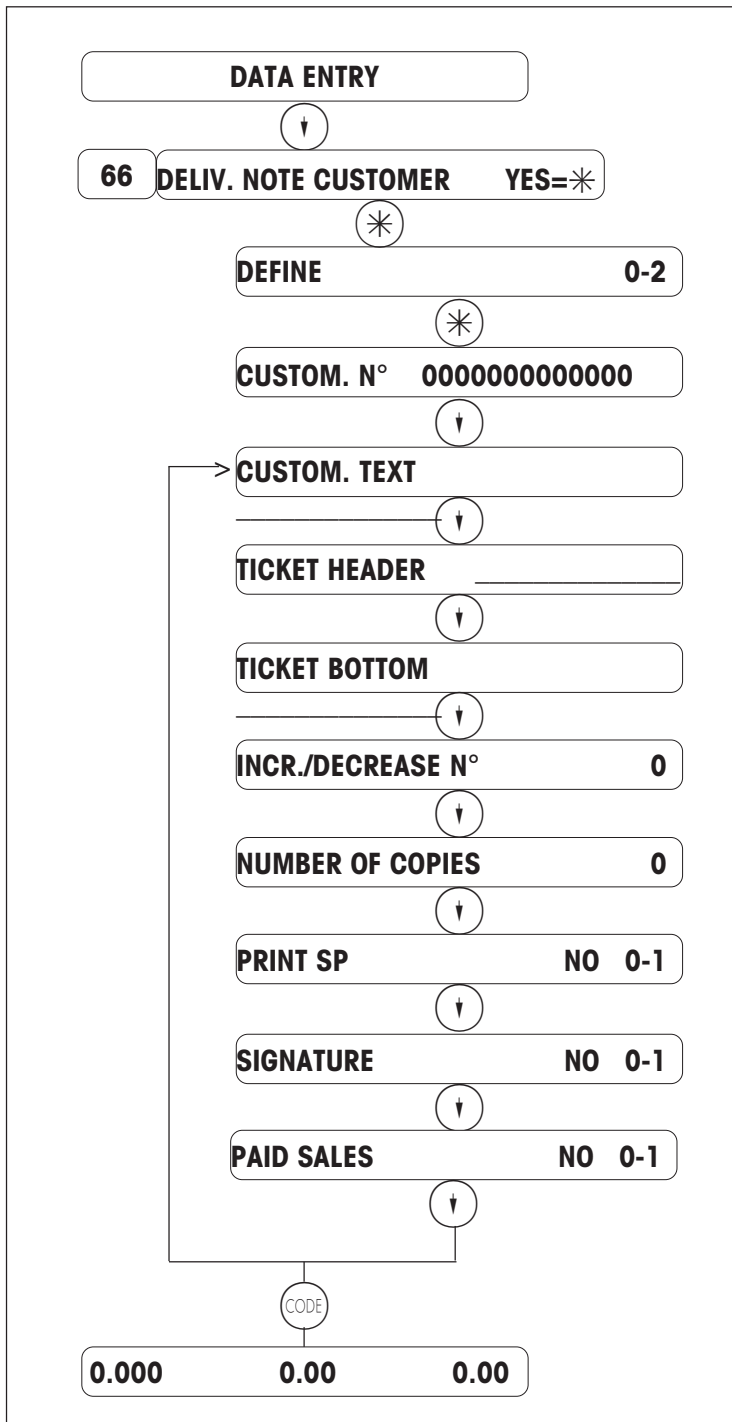 DATA ENTRY
66 DELIV. NOTE CUSTOMER YES=✳
✳
DEFINE 0-2
✳
CUSTOM. N° 0000000000000
CUSTOM. TEXT
TICKET HEADER ________________
TICKET BOTTOM
INCR./DECREASE N° 0
NUMBER OF COPIES 0
PRINT SP NO 0-1
SIGNATURE NO 0-1
PAID SALES NO 0-1
CODE
0.000 0.00 0.00